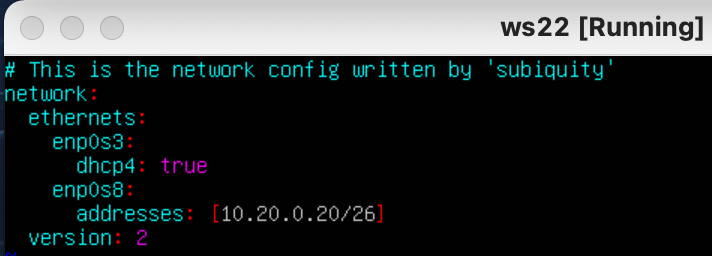 ws22 [Running]
# This is the network config written by 'subiquity'
network:
  ethernets:
    enp0s3:
      dhcp4: true
    enp0s8:
      addresses: [10.20.0.20/26]
  version: 2